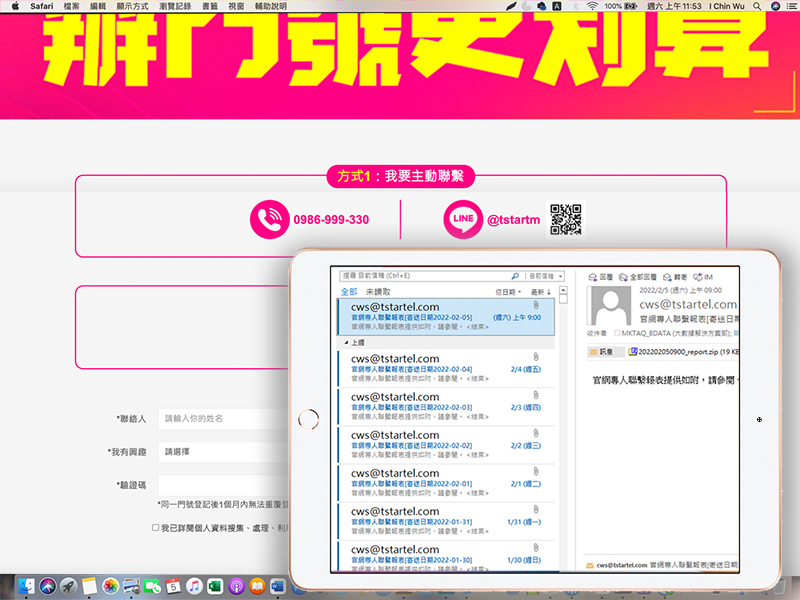 Safari 檔案 編輯 顯示方式 瀏覽記錄 書籤 視窗 輔助說明 A 100% 週六 上午11:53 I Chin Wu
辦門號更划算
方式1：我要主動聯繫
0986-999-330
LINE @tstartm
*聯絡人 請輸入你的姓名
*我有興趣 請選擇
*驗證碼
*同一門號登記後1個月內無法重覆登
我已詳閱個人資料搜集、處理、利用
搜尋 目前信箱 (Ctrl+E) 目前信箱
全部 未讀取 依日期 最新 ↓
cws@tstartel.com
官網專人聯繫報表[寄送日期2022-02-05] (週六) 上午 9:00
官網專人聯繫報表提供如附，請參閱。 <結束>
上週
cws@tstartel.com
官網專人聯繫報表[寄送日期2022-02-04] 2/4 (週五)
官網專人聯繫報表提供如附，請參閱。 <結束>
cws@tstartel.com
官網專人聯繫報表[寄送日期2022-02-03] 2/3 (週四)
官網專人聯繫報表提供如附，請參閱。 <結束>
cws@tstartel.com
官網專人聯繫報表[寄送日期2022-02-02] 2/2 (週三)
官網專人聯繫報表提供如附，請參閱。 <結束>
cws@tstartel.com
官網專人聯繫報表[寄送日期2022-02-01] 2/1 (週二)
官網專人聯繫報表提供如附，請參閱。 <結束>
cws@tstartel.com
官網專人聯繫報表[寄送日期2022-01-31] 1/31 (週一)
官網專人聯繫報表提供如附，請參閱。 <結束>
cws@tstartel.com
官網專人聯繫報表[寄送日期2022-01-30] 1/30 (週日)
官網專人聯繫報表提供如附，請參閱。 <結束>
回覆 全部回覆 轉寄 IM
2022/2/5 (週六) 上午 09:00
cws@tstartel.com
官網專人聯繫報表[寄送日期
收件者 MKTAQ_BDATA (大數據解決方案部);
訊息 202202050900_report.zip (19 KB
官網專人聯繫報表提供如附，請參閱。
cws@tstartel.com 官網專人聯繫報表[寄送日期
5